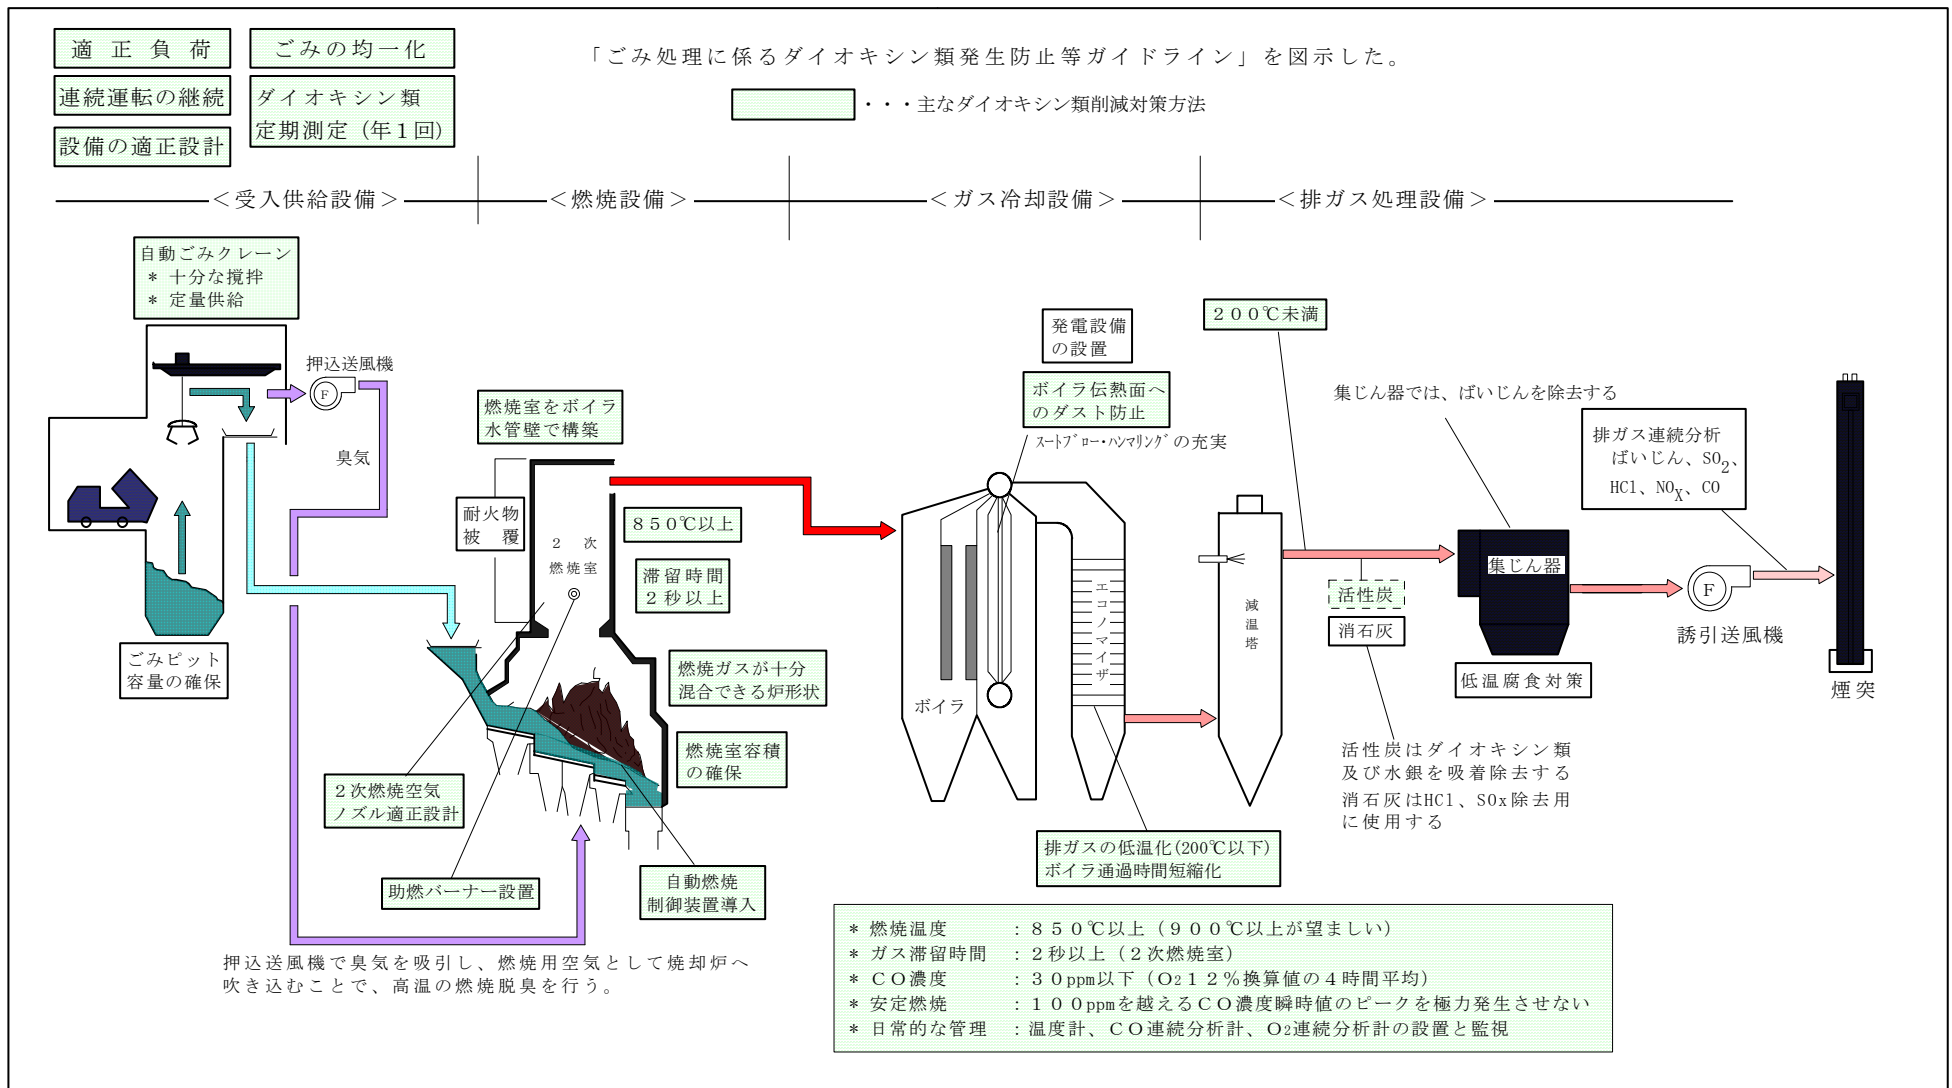 適正負荷
ごみの均一化
連続運転の継続
ダイオキシン類
定期測定（年１回）
設備の適正設計
「ごみ処理に係るダイオキシン類発生防止等ガイドライン」を図示した。
・・・主なダイオキシン類削減対策方法
＜受入供給設備＞
＜燃焼設備＞
＜ガス冷却設備＞
＜排ガス処理設備＞
自動ごみクレーン
* 十分な撹拌
* 定量供給
押込送風機
F
臭気
ごみピット
容量の確保
燃焼室をボイラ
水管壁で構築
耐火物
被　覆
２　次
燃焼室
８５０℃以上
滞留時間
２秒以上
燃焼ガスが十分
混合できる炉形状
燃焼室容積
の確保
２次燃焼空気
ノズル適正設計
助燃バーナー設置
自動燃焼
制御装置導入
押込送風機で臭気を吸引し、燃焼用空気として焼却炉へ
吹き込むことで、高温の燃焼脱臭を行う。
発電設備
の設置
ボイラ伝熱面へ
のダスト防止
スートブロー・ハンマリングの充実
ボイラ
エコノマイザ
排ガスの低温化(200℃以下)
ボイラ通過時間短縮化
２００℃未満
減温塔
活性炭
消石灰
活性炭はダイオキシン類
及び水銀を吸着除去する
消石灰はHCl、SOx除去用
に使用する
集じん器では、ばいじんを除去する
集じん器
低温腐食対策
排ガス連続分析
ばいじん、SO2、
HCl、NOX、CO
F
誘引送風機
煙突
* 燃焼温度　：８５０℃以上（９００℃以上が望ましい）
* ガス滞留時間　：２秒以上（２次燃焼室）
* ＣＯ濃度　：３０ppm以下（Ｏ2１２％換算値の４時間平均）
* 安定燃焼　：１００ppmを越えるＣＯ濃度瞬時値のピークを極力発生させない
* 日常的な管理　：温度計、ＣＯ連続分析計、Ｏ2連続分析計の設置と監視